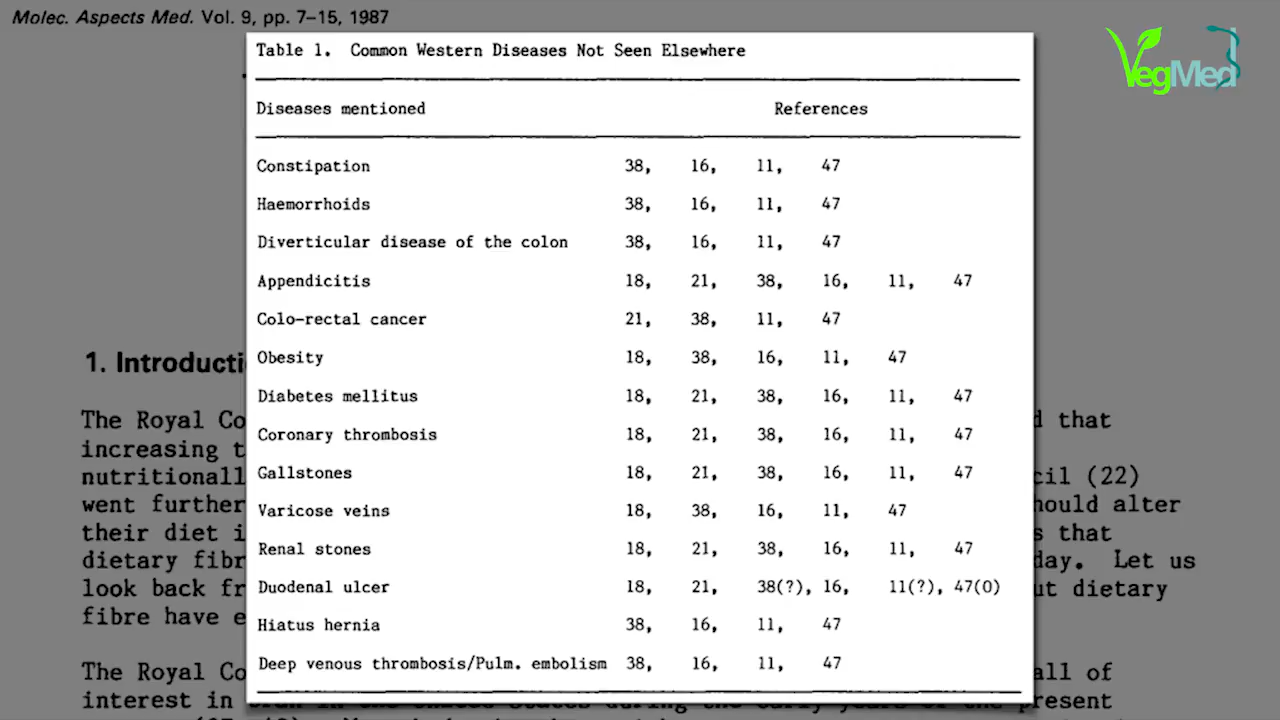 Molec. Aspects Med. Vol. 9, pp. 7–15, 1987
VegMed
Table 1. Common Western Diseases Not Seen Elsewhere
Diseases mentioned References
Constipation 38, 16, 11, 47
Haemorrhoids 38, 16, 11, 47
Diverticular disease of the colon 38, 16, 11, 47
Appendicitis 18, 21, 38, 16, 11, 47
Colo-rectal cancer 21, 38, 11, 47
Obesity 18, 38, 16, 11, 47
Diabetes mellitus 18, 21, 38, 16, 11, 47
Coronary thrombosis 18, 21, 38, 16, 11, 47
Gallstones 18, 21, 38, 16, 11, 47
Varicose veins 18, 38, 16, 11, 47
Renal stones 18, 21, 38, 16, 11, 47
Duodenal ulcer 18, 21, 38(?), 16, 11(?), 47(0)
Hiatus hernia 38, 16, 11, 47
Deep venous thrombosis/Pulm. embolism 38, 16, 11, 47
1. Introducti
The Royal Co d that
increasing t
nutritionall cil (22)
went further hould alter
their diet i s that
dietary fibr day. Let us
look back fr ut dietary
fibre have e
The Royal Co all of
interest in present